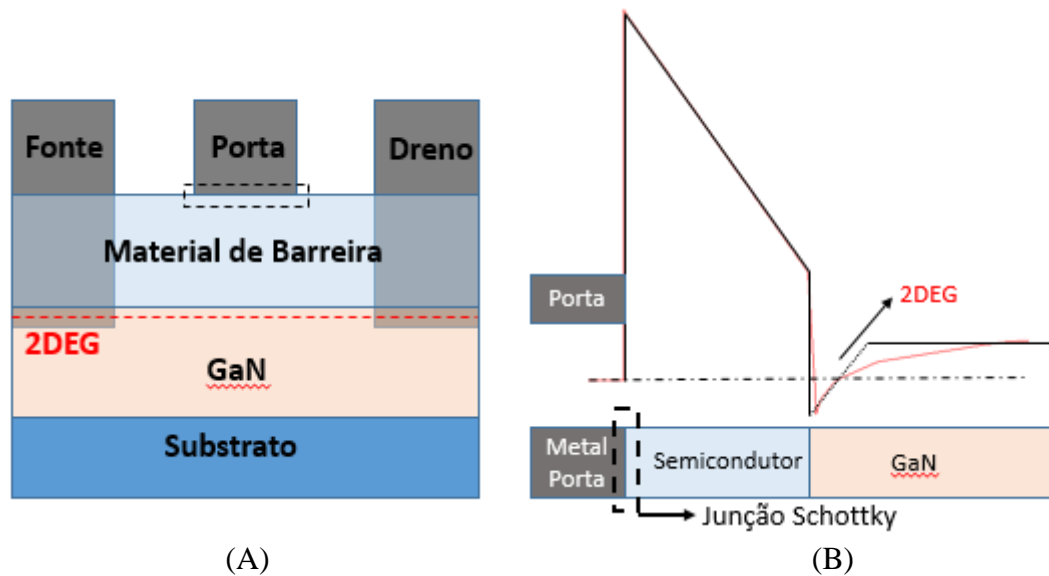 Fonte
Porta
Dreno
Material de Barreira
2DEG
GaN
Substrato
(A)
Porta
2DEG
Metal
Porta
Semicondutor
GaN
Junção Schottky
(B)